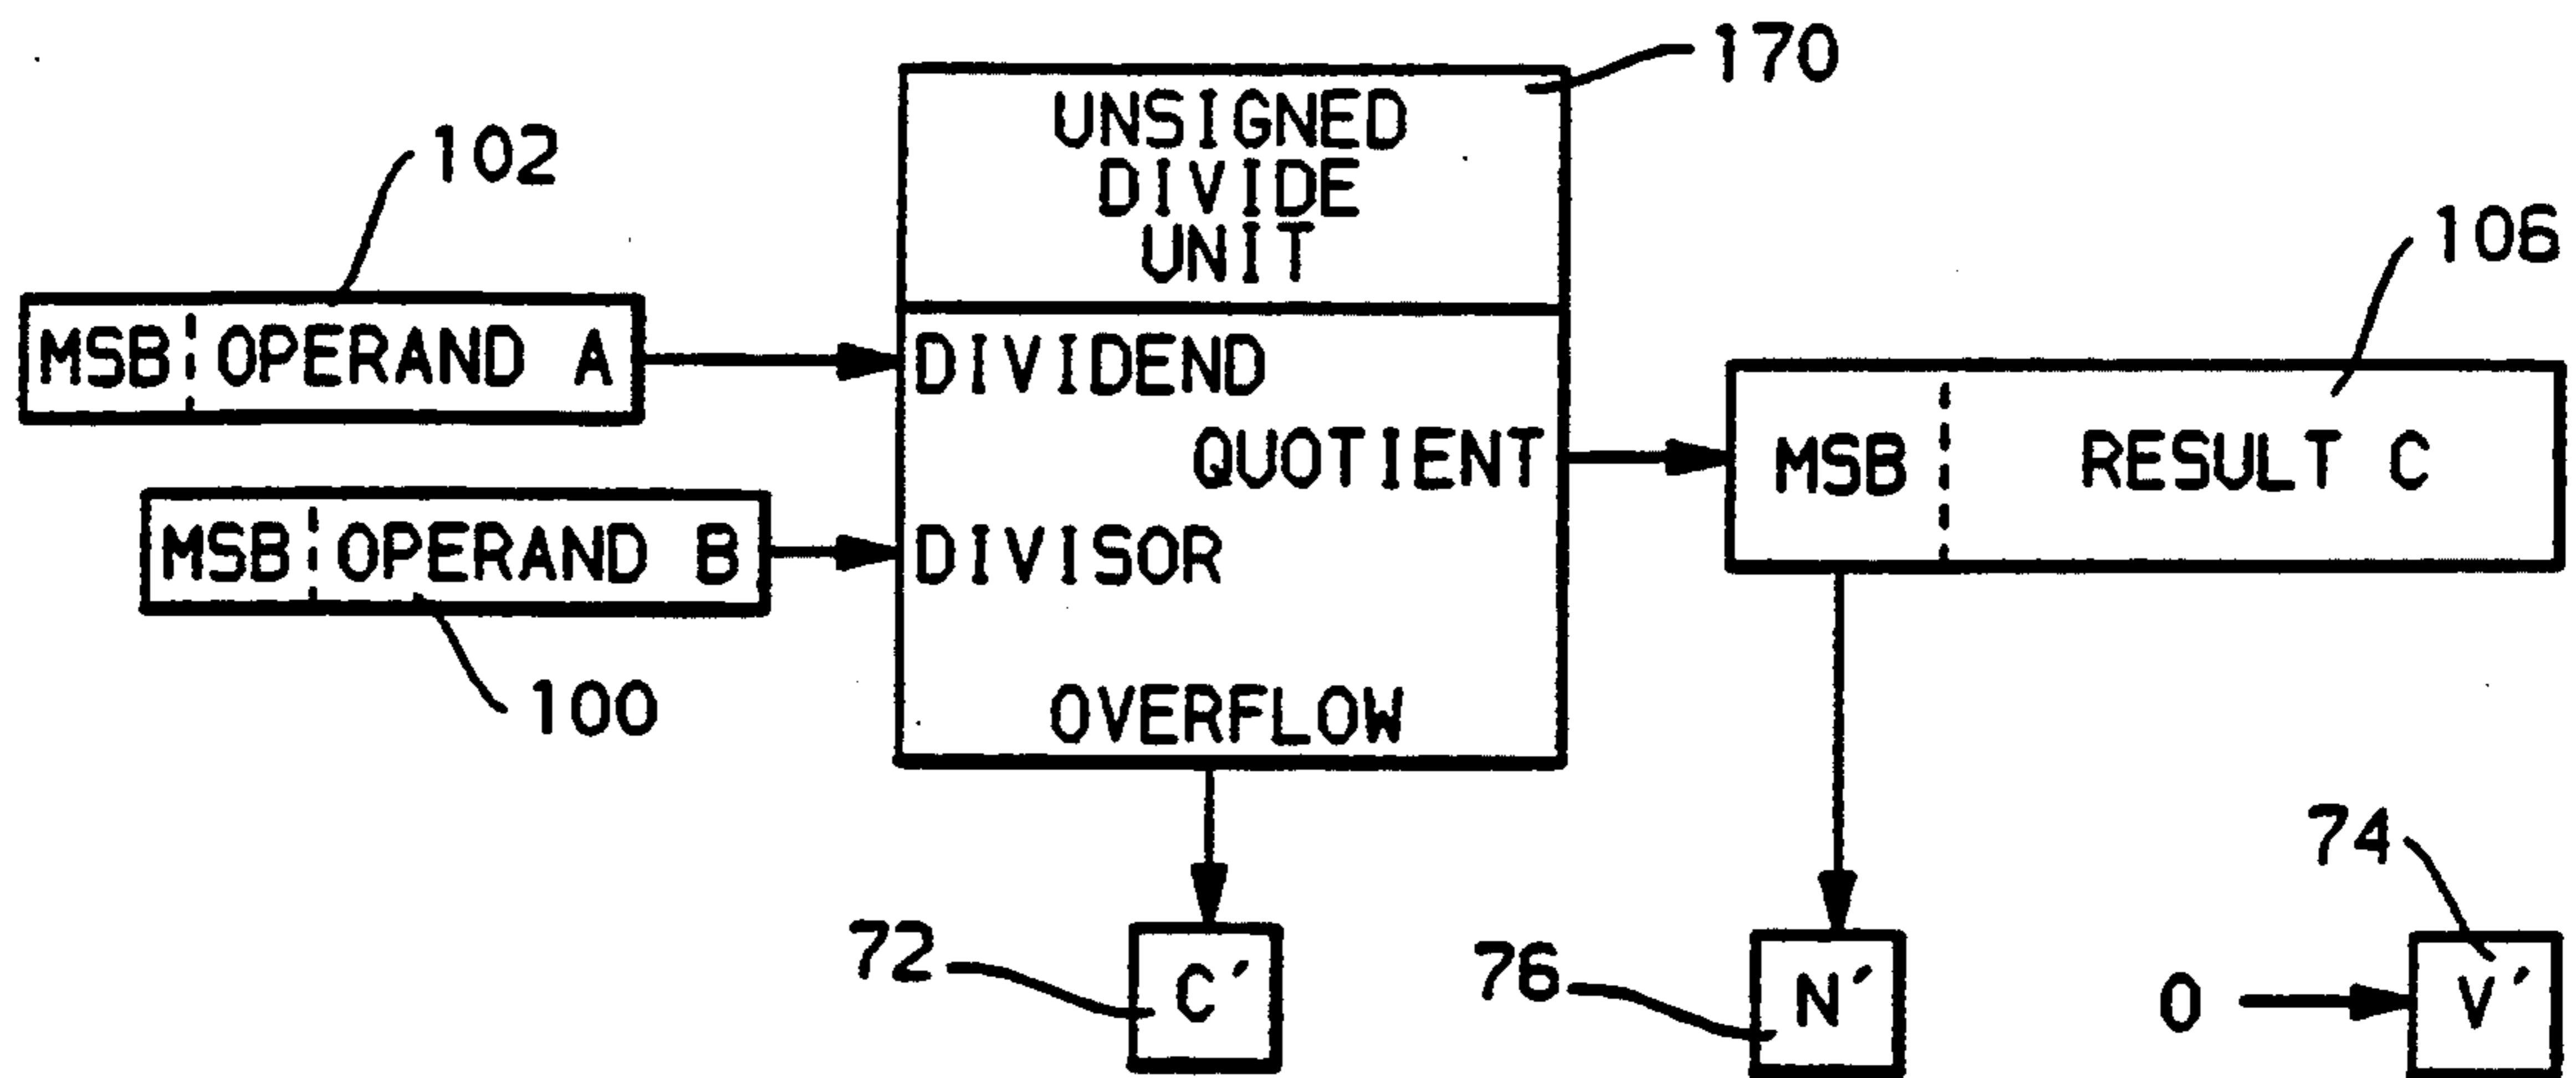 170
UNSIGNED
DIVIDE
UNIT
102
106
MSB OPERAND A
DIVIDEND
QUOTIENT
MSB RESULT C
MSB OPERAND B
DIVISOR
100
OVERFLOW
74
72
C'
76
N'
0
V'